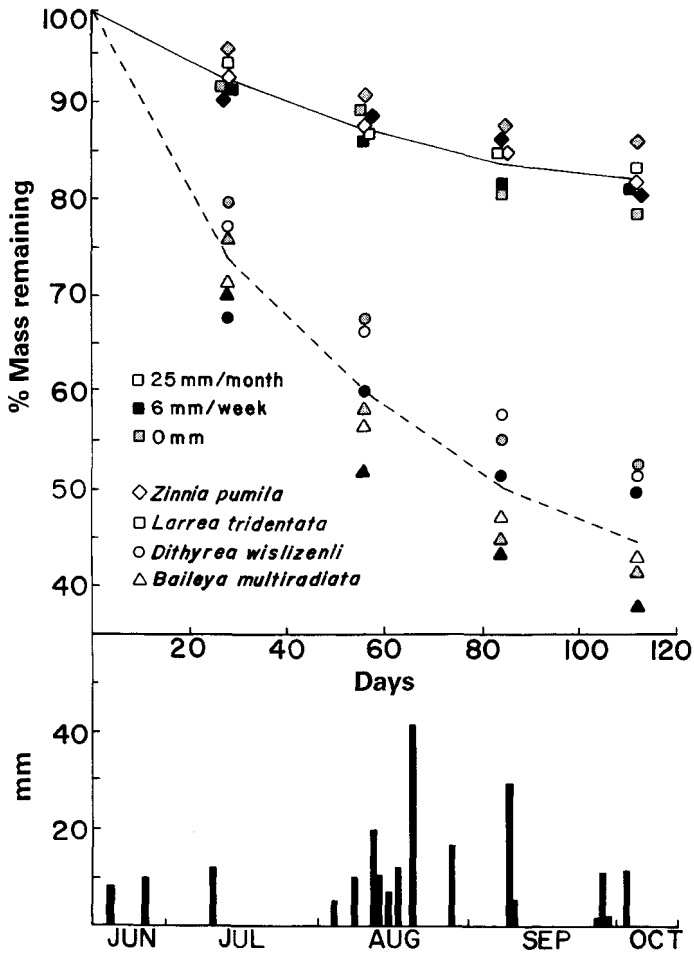 100
90
80
70
60
50
40
% Mass remaining
25 mm/month
6 mm/week
0 mm
Zinnia pumila
Larrea tridentata
Dithyrea wislizenli
Baileya multiradiata
20 40 60 80 100 120
Days
40
20
mm
JUN JUL AUG SEP OCT